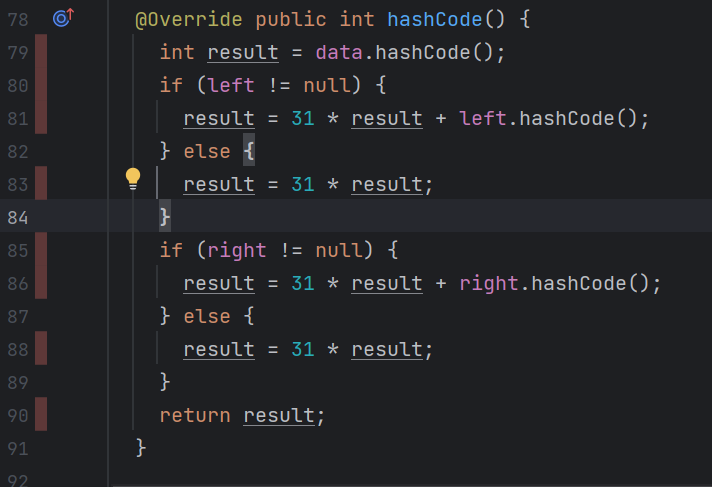 78 @Override public int hashCode() {
79 int result = data.hashCode();
80 if (left != null) {
81 result = 31 * result + left.hashCode();
82 } else {
83 result = 31 * result;
84 }
85 if (right != null) {
86 result = 31 * result + right.hashCode();
87 } else {
88 result = 31 * result;
89 }
90 return result;
91 }
92